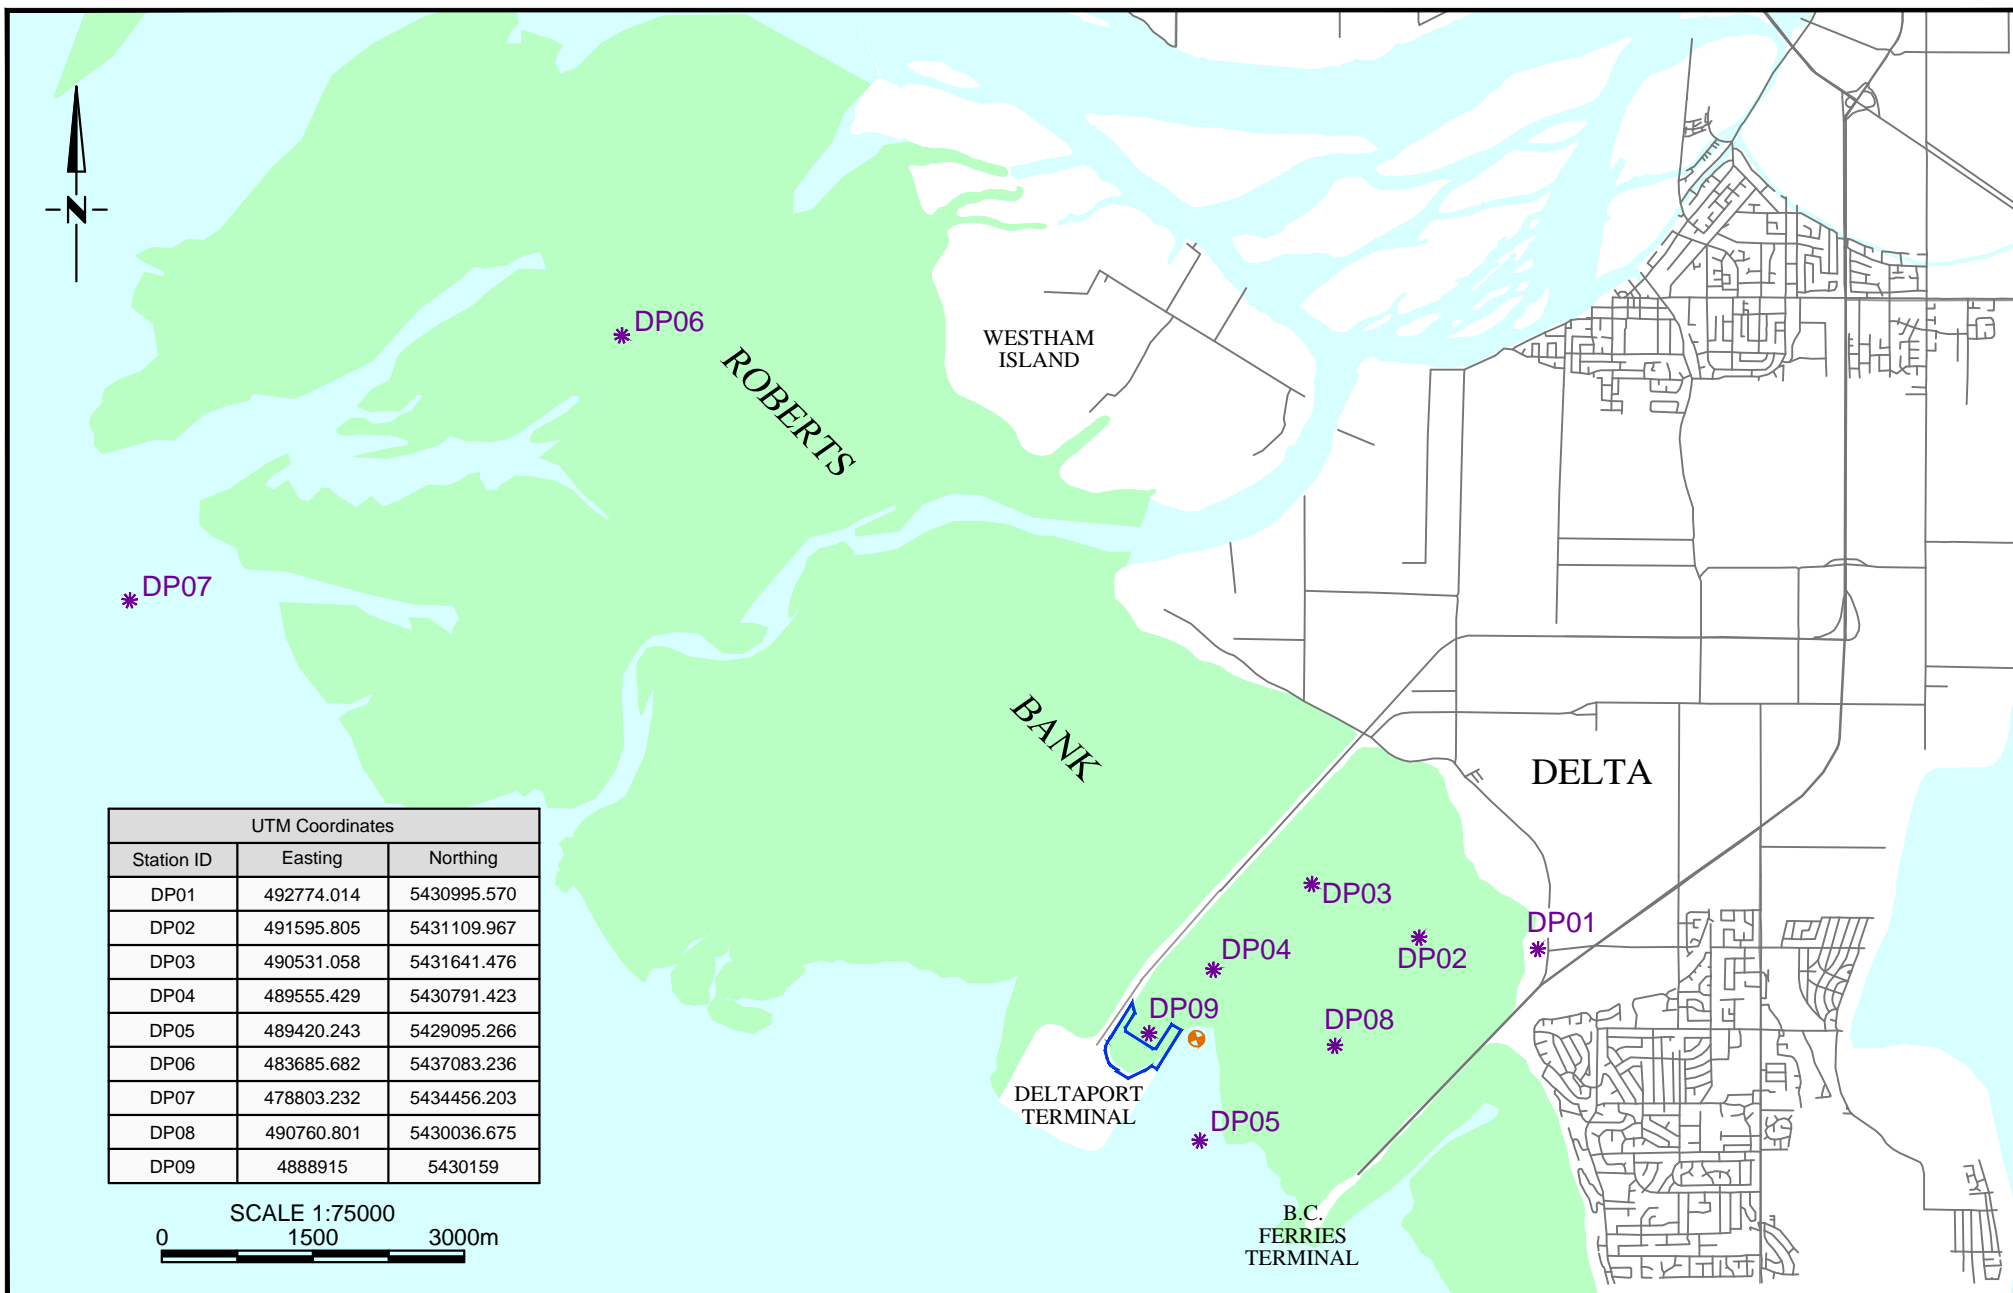 N
DP06
ROBERTS
WESTHAM
ISLAND
DP07
BANK
DELTA
DP03
DP01
DP02
DP04
DP09
DP08
DELTAPORT
TERMINAL
DP05
B.C.
FERRIES
TERMINAL
UTM Coordinates
Station ID Easting Northing
DP01 492774.014 5430995.570
DP02 491595.805 5431109.967
DP03 490531.058 5431641.476
DP04 489555.429 5430791.423
DP05 489420.243 5429095.266
DP06 483685.682 5437083.236
DP07 478803.232 5434456.203
DP08 490760.801 5430036.675
DP09 4888915 5430159
SCALE 1:75000
0 1500 3000m